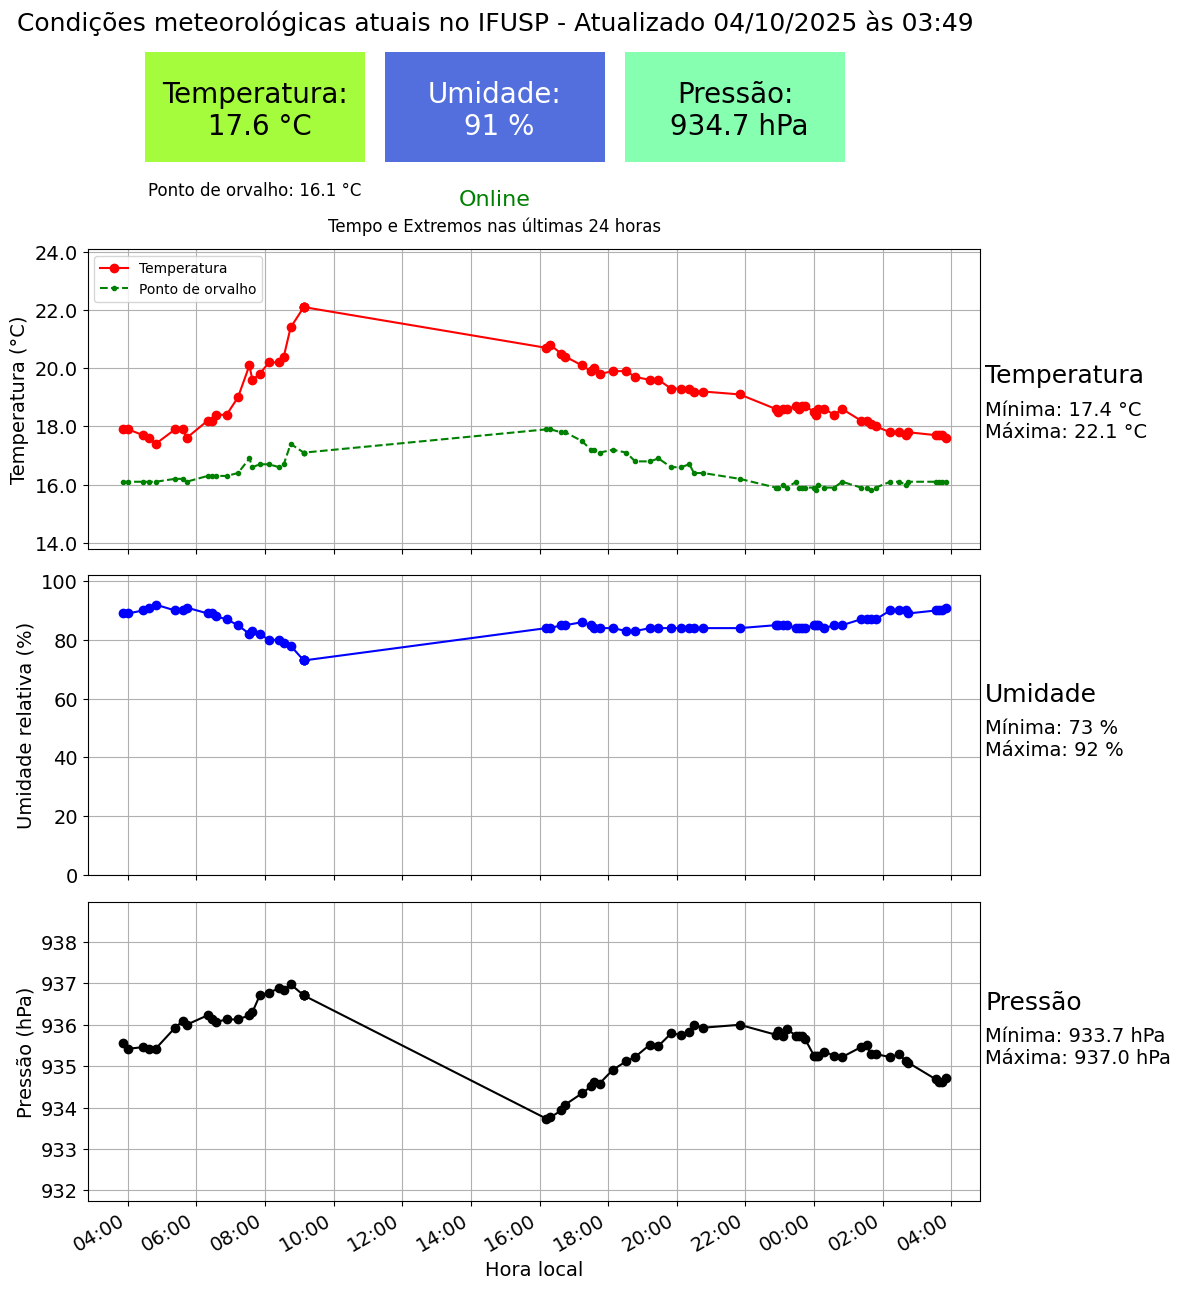 Condições meteorológicas atuais no IFUSP - Atualizado 04/10/2025 às 03:49
Temperatura:
17.6 °C
Umidade:
91 %
Pressão:
934.7 hPa
Ponto de orvalho: 16.1 °C
Online
Tempo e Extremos nas últimas 24 horas
Temperatura (°C)
24.0
22.0
20.0
18.0
16.0
14.0
Temperatura
Ponto de orvalho
Temperatura
Mínima: 17.4 °C
Máxima: 22.1 °C
Umidade relativa (%)
100
80
60
40
20
0
Umidade
Mínima: 73 %
Máxima: 92 %
Pressão (hPa)
938
937
936
935
934
933
932
Pressão
Mínima: 933.7 hPa
Máxima: 937.0 hPa
04:00 06:00 08:00 10:00 12:00 14:00 16:00 18:00 20:00 22:00 00:00 02:00 04:00
Hora local